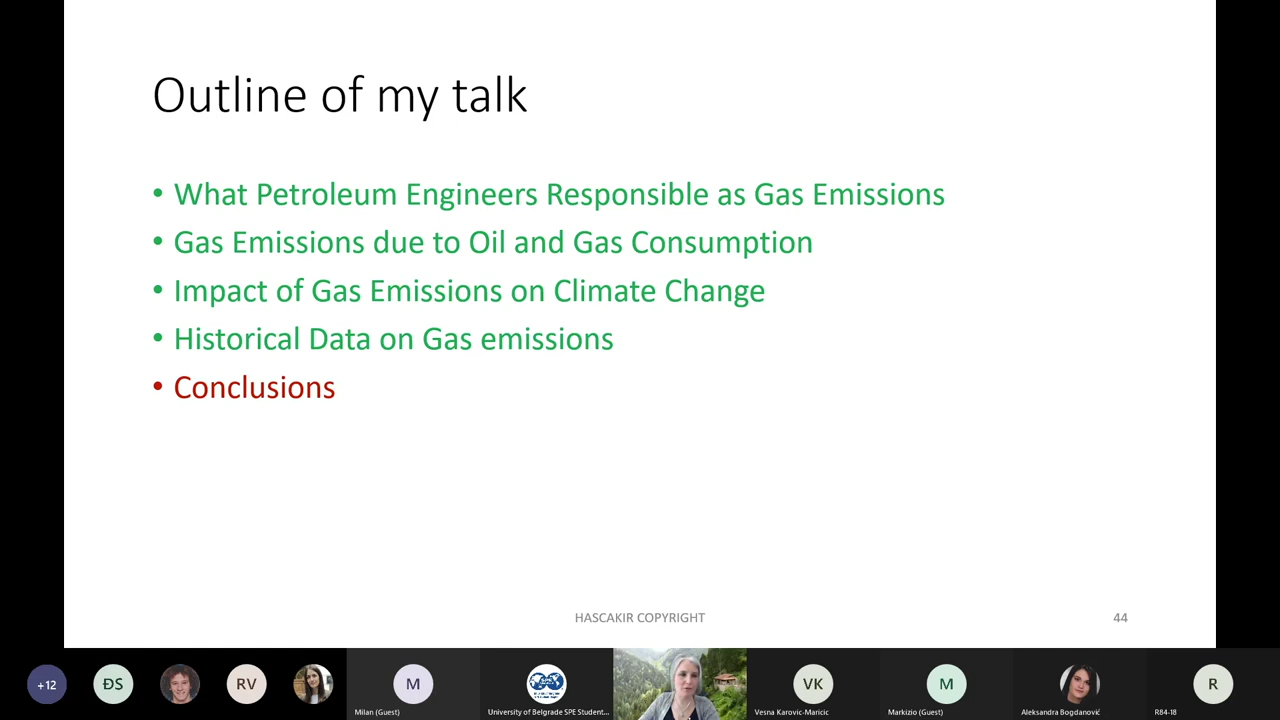 Outline of my talk
• What Petroleum Engineers Responsible as Gas Emissions
• Gas Emissions due to Oil and Gas Consumption
• Impact of Gas Emissions on Climate Change
• Historical Data on Gas emissions
• Conclusions
HASCAKIR COPYRIGHT
44
+12
ĐS
RV
M
VK
M
R
Milan (Guest)
University of Belgrade SPE Student...
Vesna Karovic-Maricic
Markizio (Guest)
Aleksandra Bogdanović
R84-18